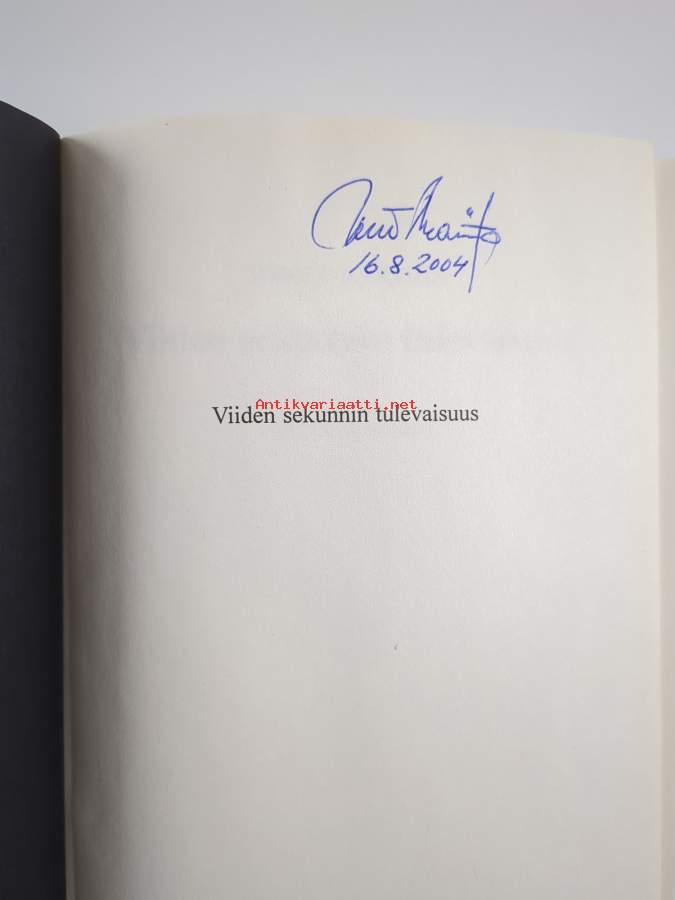 16.8.2004
Antikvariaatti.net
Viiden sekunnin tulevaisuus